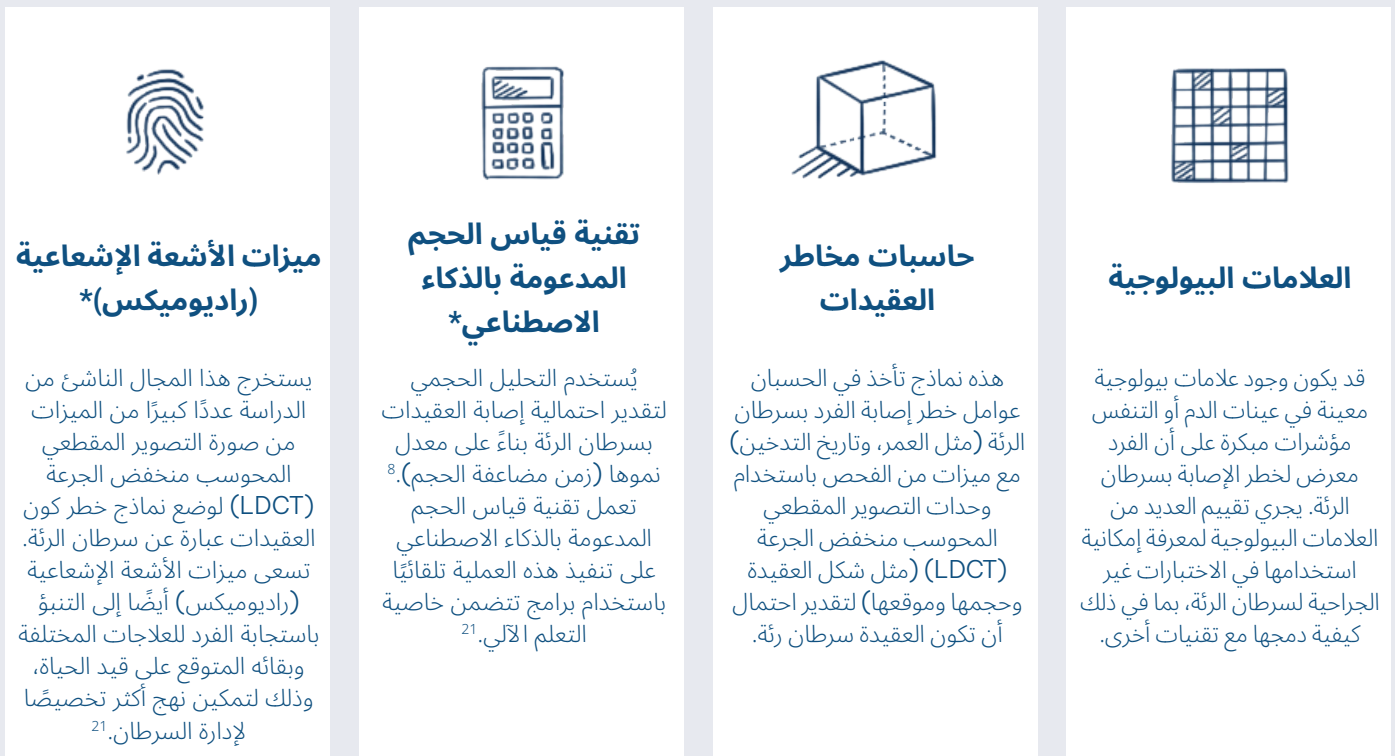 العلامات البيولوجية
قد يكون وجود علامات بيولوجية
معينة في عينات الدم أو التنفس
مؤشرات مبكرة على أن الفرد
معرض لخطر الإصابة بسرطان
الرئة. يجري تقييم العديد من
العلامات البيولوجية لمعرفة إمكانية
استخدامها في الاختبارات غير
الجراحية لسرطان الرئة، بما في ذلك
كيفية دمجها مع تقنيات أخرى.
حاسبات مخاطر
العقيدات
هذه نماذج تأخذ في الحسبان
عوامل خطر إصابة الفرد بسرطان
الرئة (مثل العمر، وتاريخ التدخين)
مع ميزات من الفحص باستخدام
وحدات التصوير المقطعي
المحوسب منخفض الجرعة
(LDCT) (مثل شكل العقيدة
وحجمها وموقعها) لتقدير احتمال
أن تكون العقيدة سرطان رئة.
تقنية قياس الحجم
المدعومة بالذكاء
الاصطناعي*
يُستخدم التحليل الحجمي
لتقدير احتمالية إصابة العقيدات
بسرطان الرئة بناءً على معدل
نموها (زمن مضاعفة الحجم).8
تعمل تقنية قياس الحجم
المدعومة بالذكاء الاصطناعي
على تنفيذ هذه العملية تلقائيًا
باستخدام برامج تتضمن خاصية
التعلم الآلي.21
ميزات الأشعة الإشعاعية
(راديوميكس)*
يستخرج هذا المجال الناشئ من
الدراسة عددًا كبيرًا من الميزات
من صورة التصوير المقطعي
المحوسب منخفض الجرعة
(LDCT) لوضع نماذج خطر كون
العقيدات عبارة عن سرطان الرئة.
تسعى ميزات الأشعة الإشعاعية
(راديوميكس) أيضًا إلى التنبؤ
باستجابة الفرد للعلاجات المختلفة
وبقائه المتوقع على قيد الحياة،
وذلك لتمكين نهج أكثر تخصيصًا
لإدارة السرطان.21